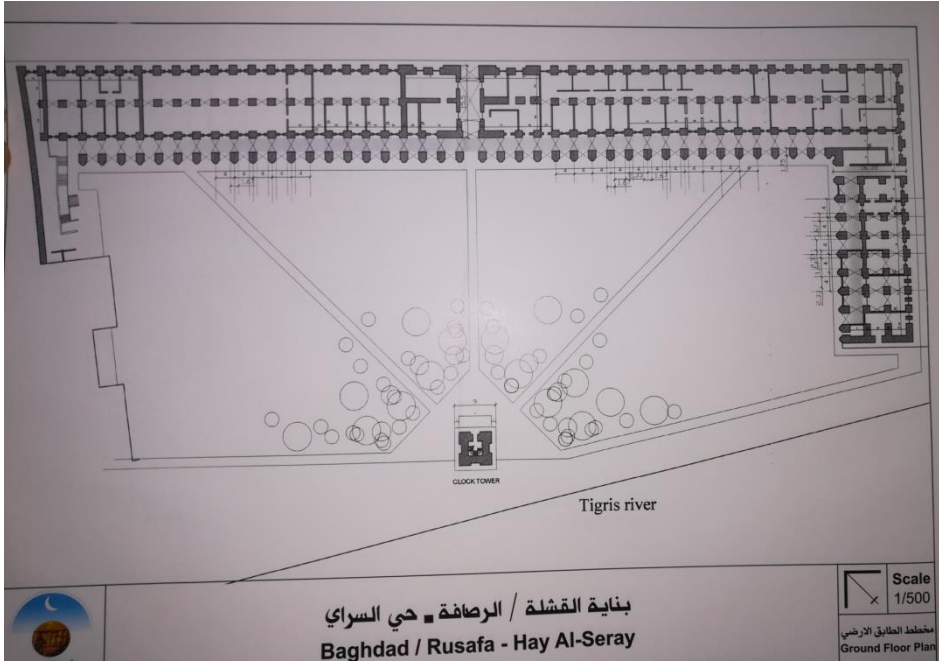 CLOCK TOWER
Tigris river
بناية القشلة / الرصافة - حي السراي
Baghdad / Rusafa - Hay Al-Seray
Scale
1/500
مخطط الطابق الارضي
Ground Floor Plan